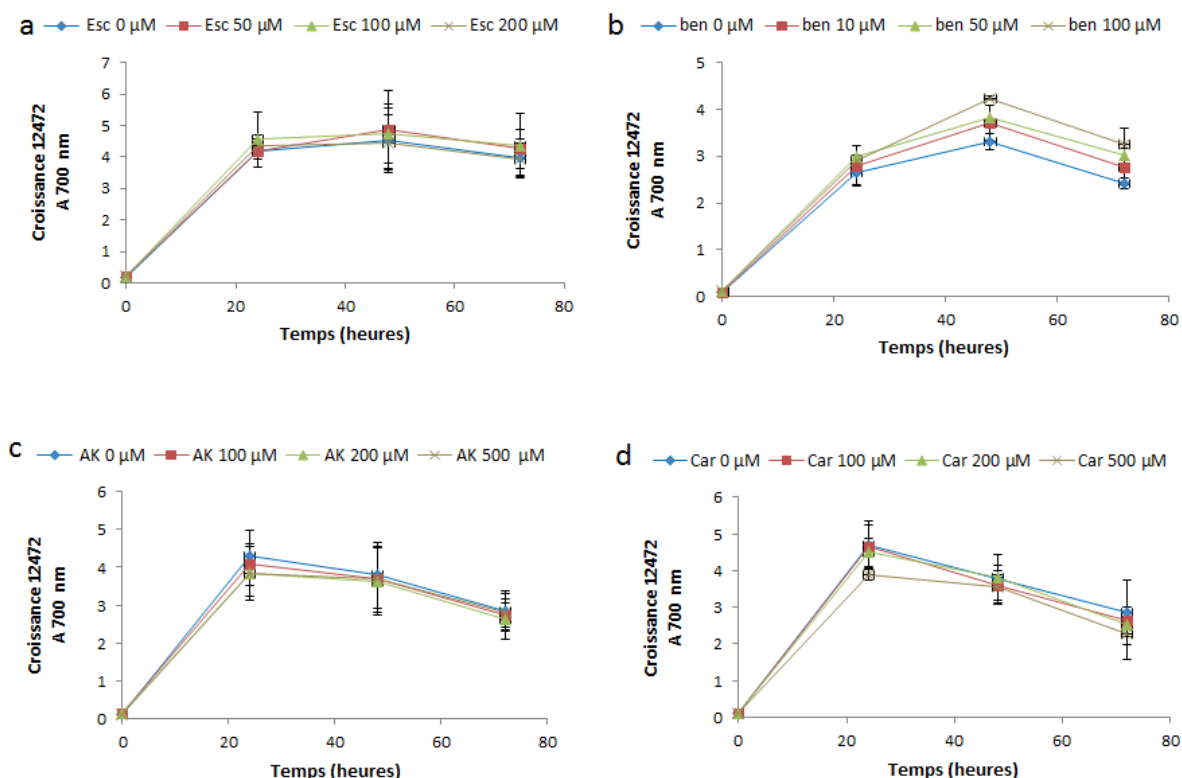 a
Esc 0 µM Esc 50 µM Esc 100 µM Esc 200 µM
7
6
5
4
3
2
1
0
Croissance 12472
A 700 nm
0 20 40 60 80
Temps (heures)
b
ben 0 µM ben 10 µM ben 50 µM ben 100 µM
5
4
3
2
1
0
Croissance 12472
A 700 nm
0 20 40 60 80
Temps (heures)
c
AK 0 µM AK 100 µM AK 200 µM AK 500 µM
6
5
4
3
2
1
0
Croissance 12472
A 700 nm
0 20 40 60 80
Temps (heures)
d
Car 0 µM Car 100 µM Car 200 µM Car 500 µM
6
5
4
3
2
1
0
Croissance 12472
A 700 nm
0 20 40 60 80
Temps (heures)